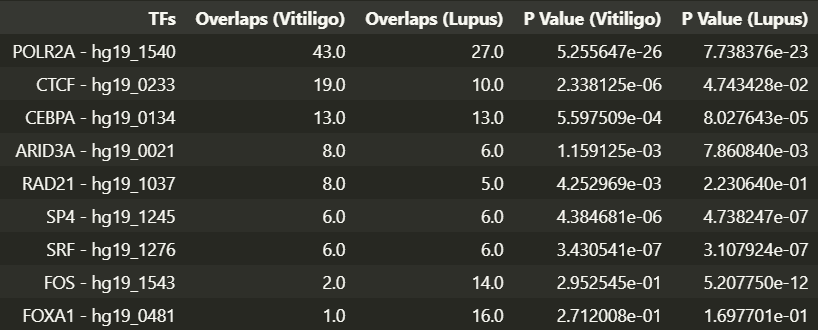 TFs Overlaps (Vitiligo) Overlaps (Lupus) P Value (Vitiligo) P Value (Lupus)
POLR2A - hg19_1540 43.0 27.0 5.255647e-26 7.738376e-23
CTCF - hg19_0233 19.0 10.0 2.338125e-06 4.743428e-02
CEBPA - hg19_0134 13.0 13.0 5.597509e-04 8.027643e-05
ARID3A - hg19_0021 8.0 6.0 1.159125e-03 7.860840e-03
RAD21 - hg19_1037 8.0 5.0 4.252969e-03 2.230640e-01
SP4 - hg19_1245 6.0 6.0 4.384681e-06 4.738247e-07
SRF - hg19_1276 6.0 6.0 3.430541e-07 3.107924e-07
FOS - hg19_1543 2.0 14.0 2.952545e-01 5.207750e-12
FOXA1 - hg19_0481 1.0 16.0 2.712008e-01 1.697701e-01